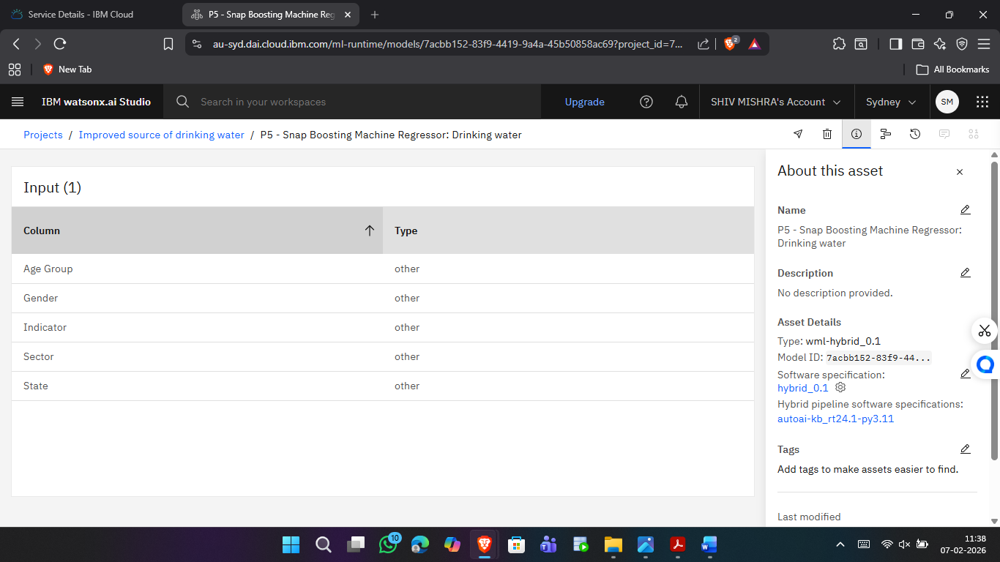 Service Details - IBM Cloud
P5 - Snap Boosting Machine Reg
au-syd.dai.cloud.ibm.com/ml-runtime/models/7acbb152-83f9-4419-9a4a-45b50858ac69?project_id=7...
2
New Tab
All Bookmarks
IBM watsonx.ai Studio
Search in your workspaces
Upgrade
SHIV MISHRA's Account
Sydney
SM
Projects / Improved source of drinking water / P5 - Snap Boosting Machine Regressor: Drinking water
Input (1)
Column Type
Age Group other
Gender other
Indicator other
Sector other
State other
About this asset
Name
P5 - Snap Boosting Machine Regressor:
Drinking water
Description
No description provided.
Asset Details
Type: wml-hybrid_0.1
Model ID: 7acbb152-83f9-44...
Software specification:
hybrid_0.1
Hybrid pipeline software specifications:
autoai-kb_rt24.1-py3.11
Tags
Add tags to make assets easier to find.
Last modified
10
11:38
07-02-2026